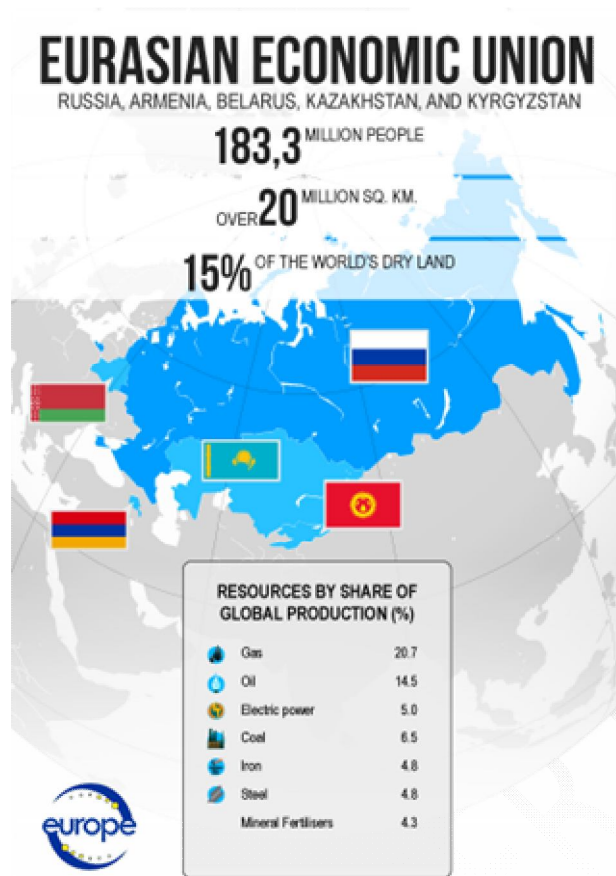 EURASIAN ECONOMIC UNION
RUSSIA, ARMENIA, BELARUS, KAZAKHSTAN, AND KYRGYZSTAN
183,3 MILLION PEOPLE
OVER 20 MILLION SQ. KM.
15% OF THE WORLD'S DRY LAND
RESOURCES BY SHARE OF
GLOBAL PRODUCTION (%)
Gas 20.7
Oil 14.5
Electric power 5.0
Coal 6.5
Iron 4.8
Steel 4.8
Mineral Fertilisers 4.3
europe